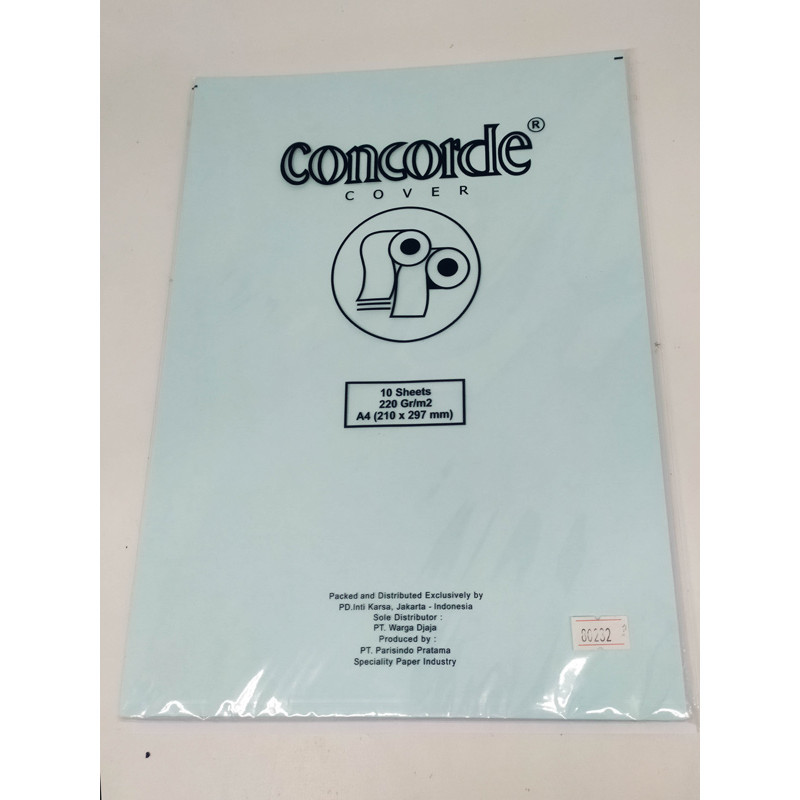 concorde®
COVER
10 Sheets
220 Gr/m2
A4 (210 x 297 mm)
Packed and Distributed Exclusively by
PD.Inti Karsa, Jakarta - Indonesia
Sole Distributor :
PT. Warga Djaja
Produced by :
PT. Parisindo Pratama
Speciality Paper Industry
00232